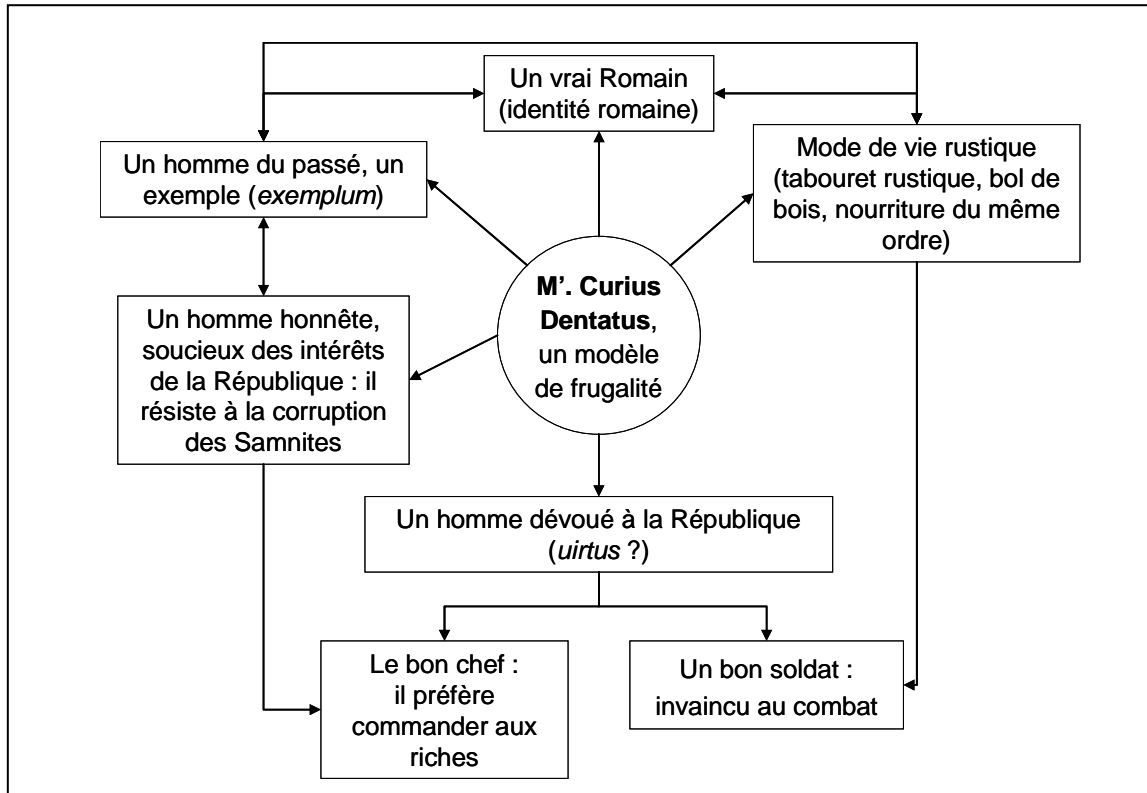 Un vrai Romain
(identité romaine)
Un homme du passé, un
exemple (exemplum)
Mode de vie rustique
(tabouret rustique, bol de
bois, nourriture du même
ordre)
M’. Curius
Dentatus,
un modèle
de frugalité
Un homme honnête,
soucieux des intérêts
de la République : il
résiste à la corruption
des Samnites
Un homme dévoué à la République
(uirtus ?)
Le bon chef :
il préfère
commander aux
riches
Un bon soldat :
invaincu au combat